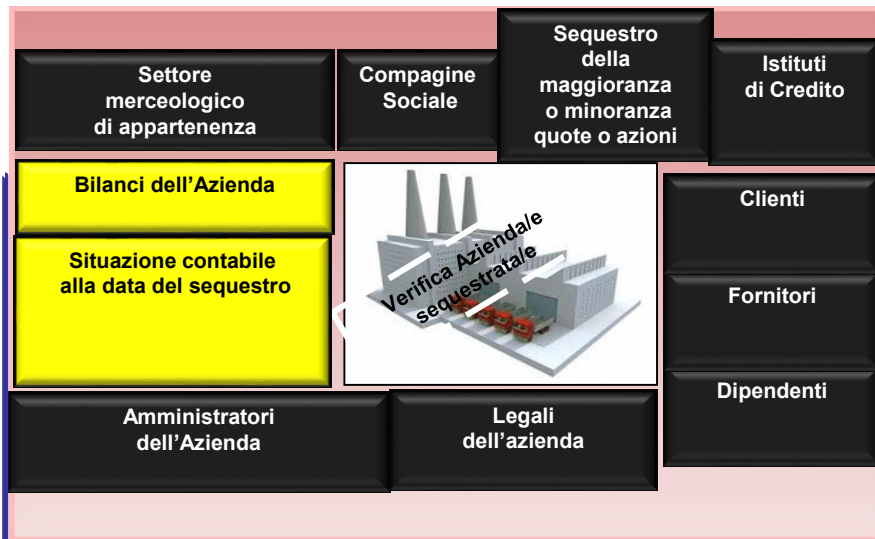 Settore
merceologico
di appartenenza
Compagine
Sociale
Sequestro
della
maggioranza
o minoranza
quote o azioni
Istituti
di Credito
Bilanci dell'Azienda
Situazione contabile
alla data del sequestro
Verifica Azienda/e
sequestrata/e
Clienti
Fornitori
Dipendenti
Amministratori
dell'Azienda
Legali
dell'azienda